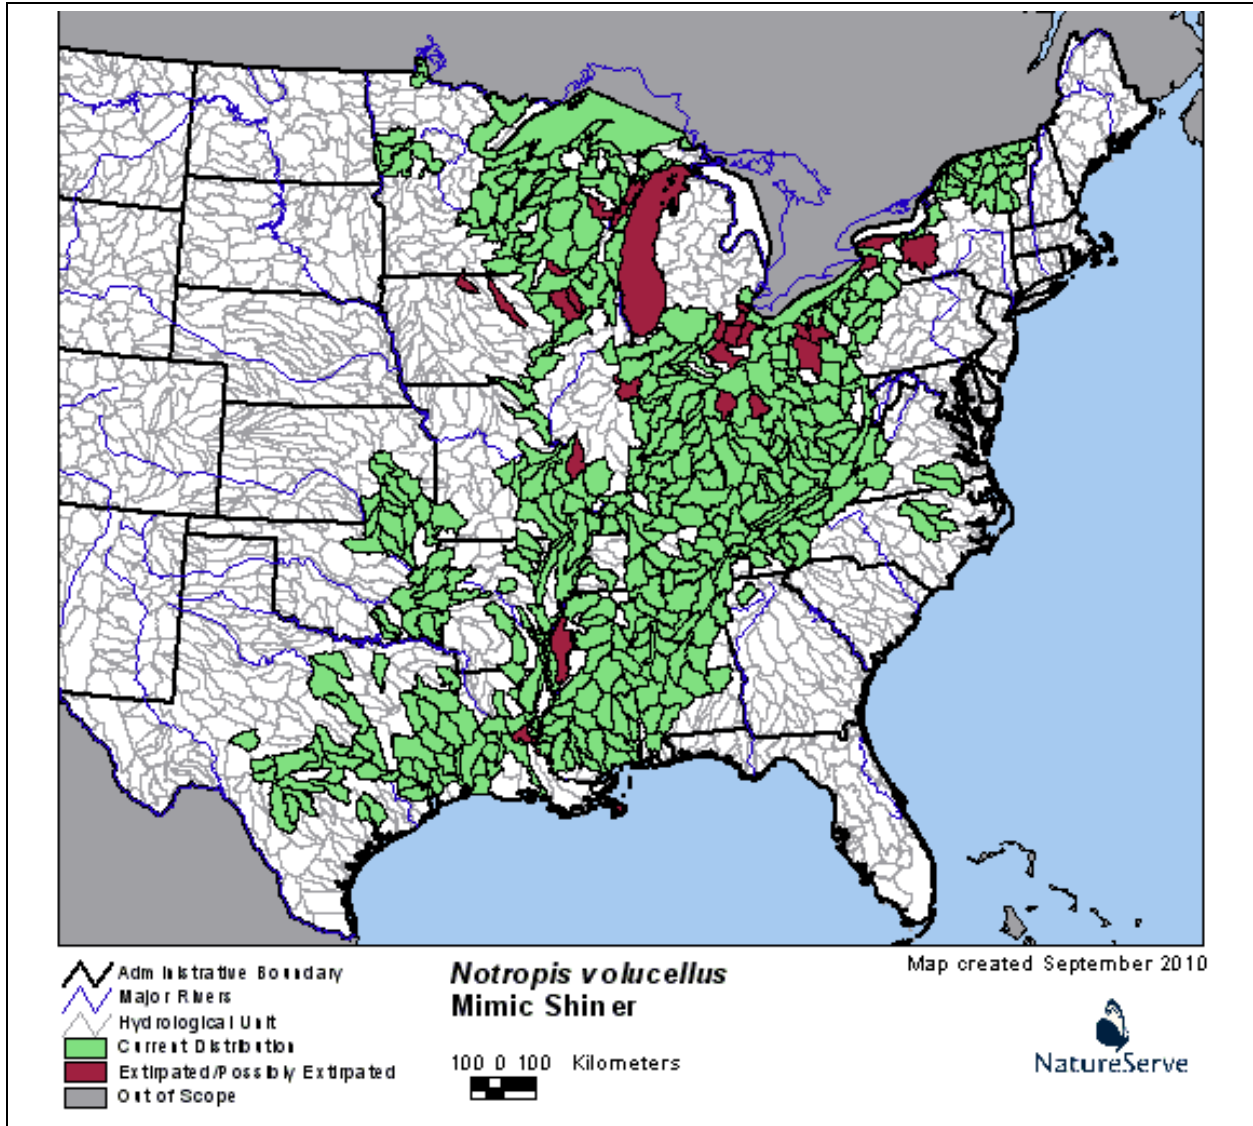 Administrative Boundary
Major Rivers
Hydrological Unit
Current Distribution
Extirpated/Possibly Extirpated
Out of Scope
Notropis volucellus
Mimic Shiner
100 0 100 Kilometers
Map created September 2010
NatureServe